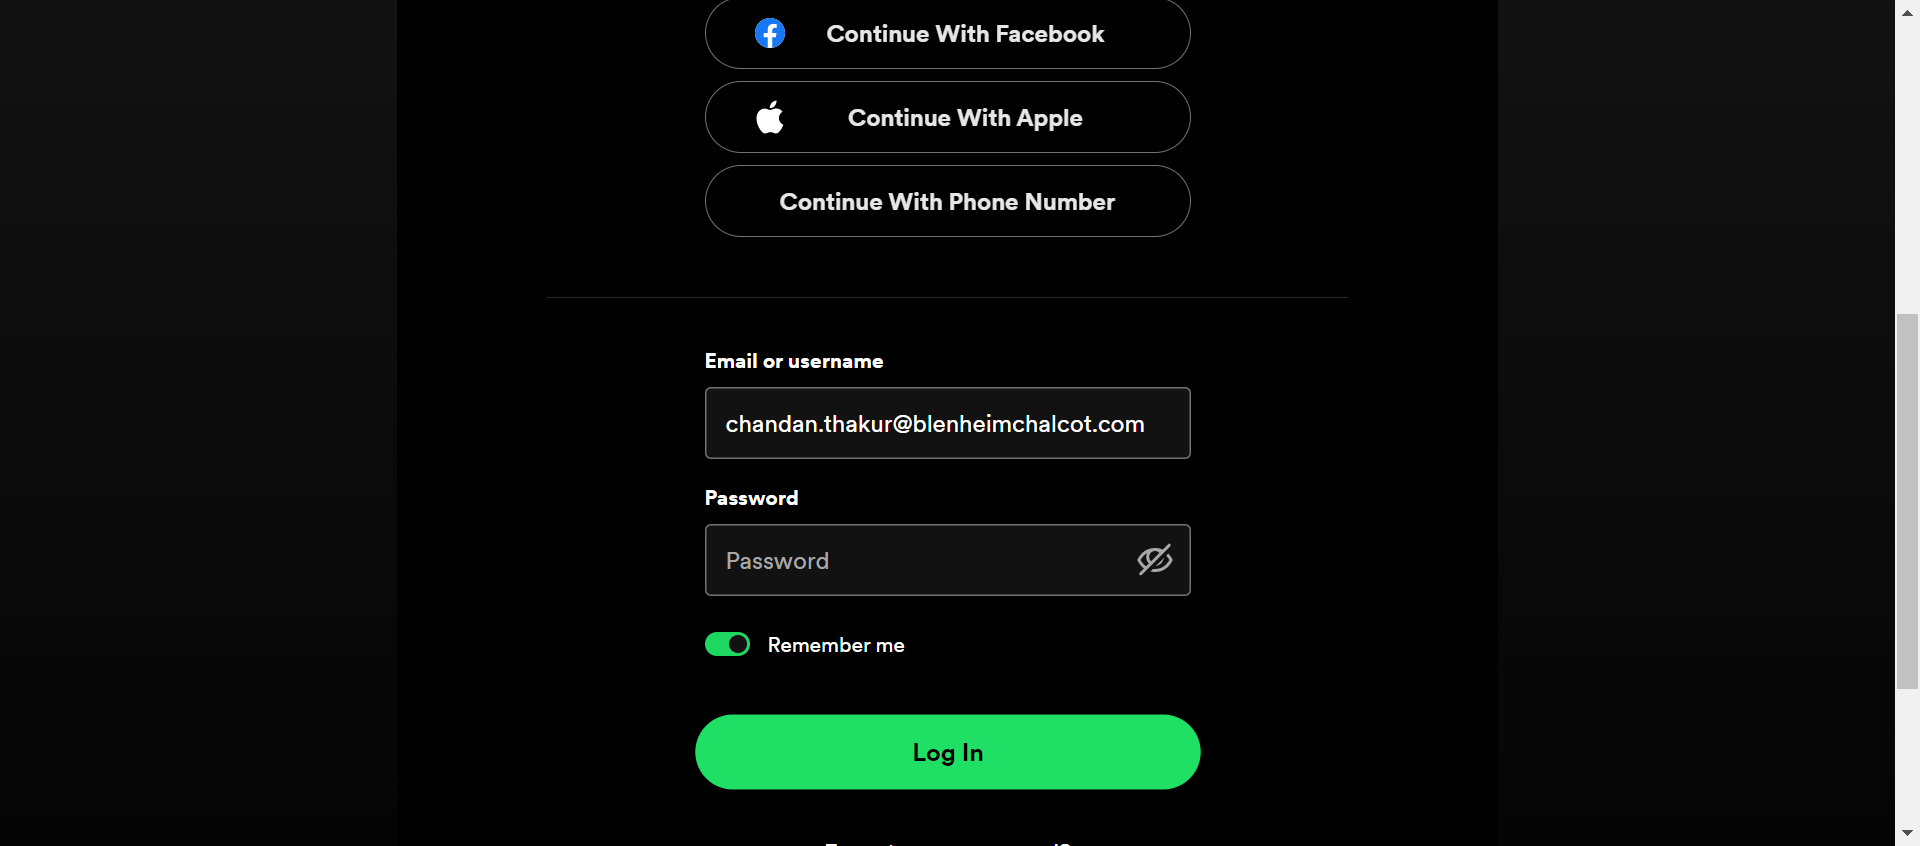 Continue With Facebook
Continue With Apple
Continue With Phone Number
Email or username
chandan.thakur@blenheimchalcot.com
Password
Password
Remember me
Log In